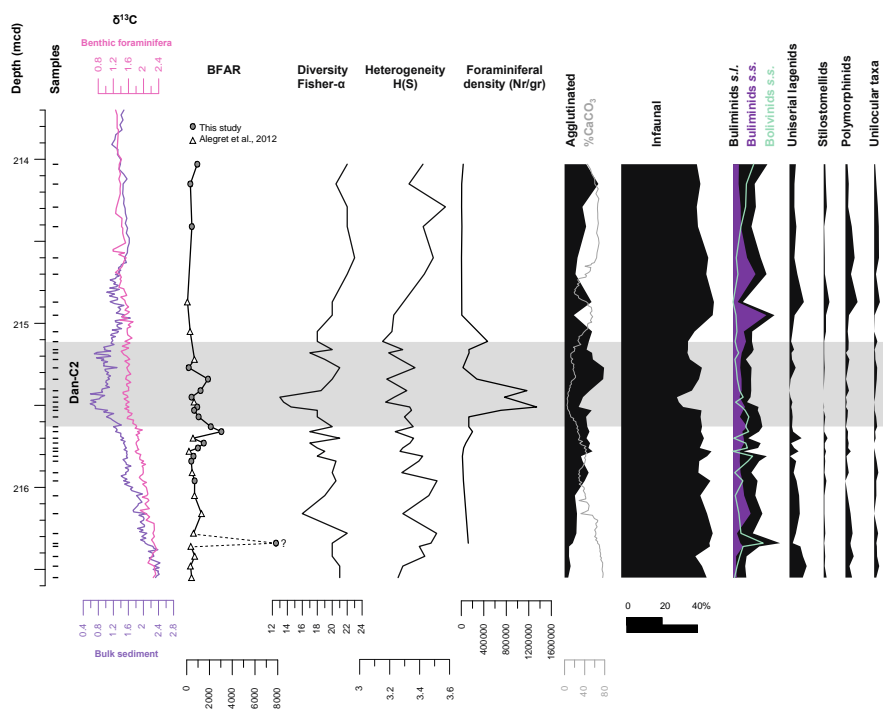 δ13C
Benthic foraminifera
0.8 1.2 1.6 2 2.4
Depth (mcd)
Samples
BFAR
Diversity
Fisher-α
Heterogeneity
H(S)
Foraminiferal
density (Nr/gr)
Agglutinated
%CaCO3
Infaunal
Buliminids s.l.
Buliminids s.s.
Bolivinids s.s.
Uniserial lagenids
Stilostomellids
Polymorphinids
Unilocular taxa
This study
Alegret et al., 2012
214
215
216
Dan-C2
?
0.4 0.8 1.2 1.6 2 2.4 2.8
Bulk sediment
0 2000 4000 6000 8000
12 14 16 18 20 22 24
3 3.2 3.4 3.6
0 400000 800000 1200000 1600000
0 40 80
0 20 40%